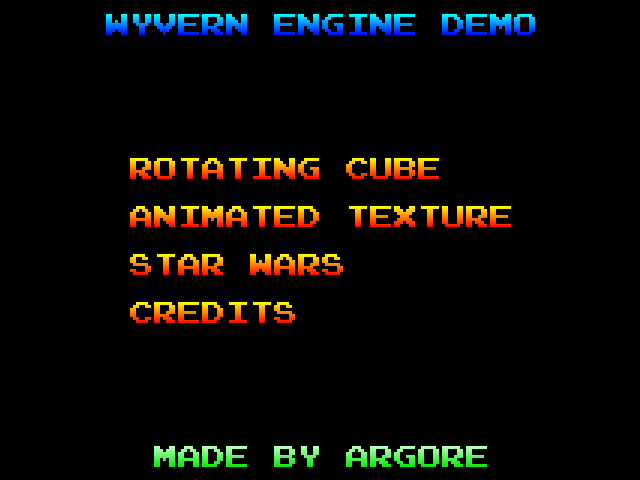 WYVERN ENGINE DEMO
ROTATING CUBE
ANIMATED TEXTURE
STAR WARS
CREDITS
MADE BY ARGORE